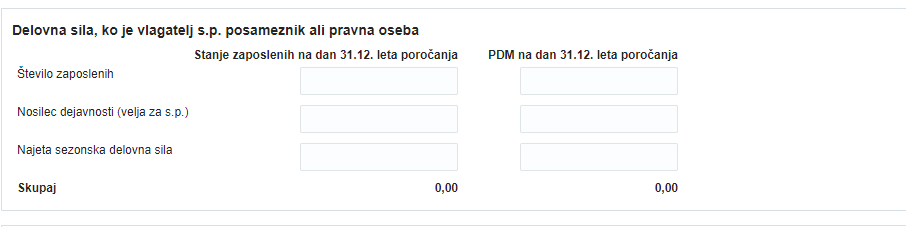 Delovna sila, ko je vlagatelj s.p. posameznik ali pravna oseba
Stanje zaposlenih na dan 31.12. leta poročanja PDM na dan 31.12. leta poročanja
Število zaposlenih
Nosilec dejavnosti (velja za s.p.)
Najeta sezonska delovna sila
Skupaj 0,00 0,00